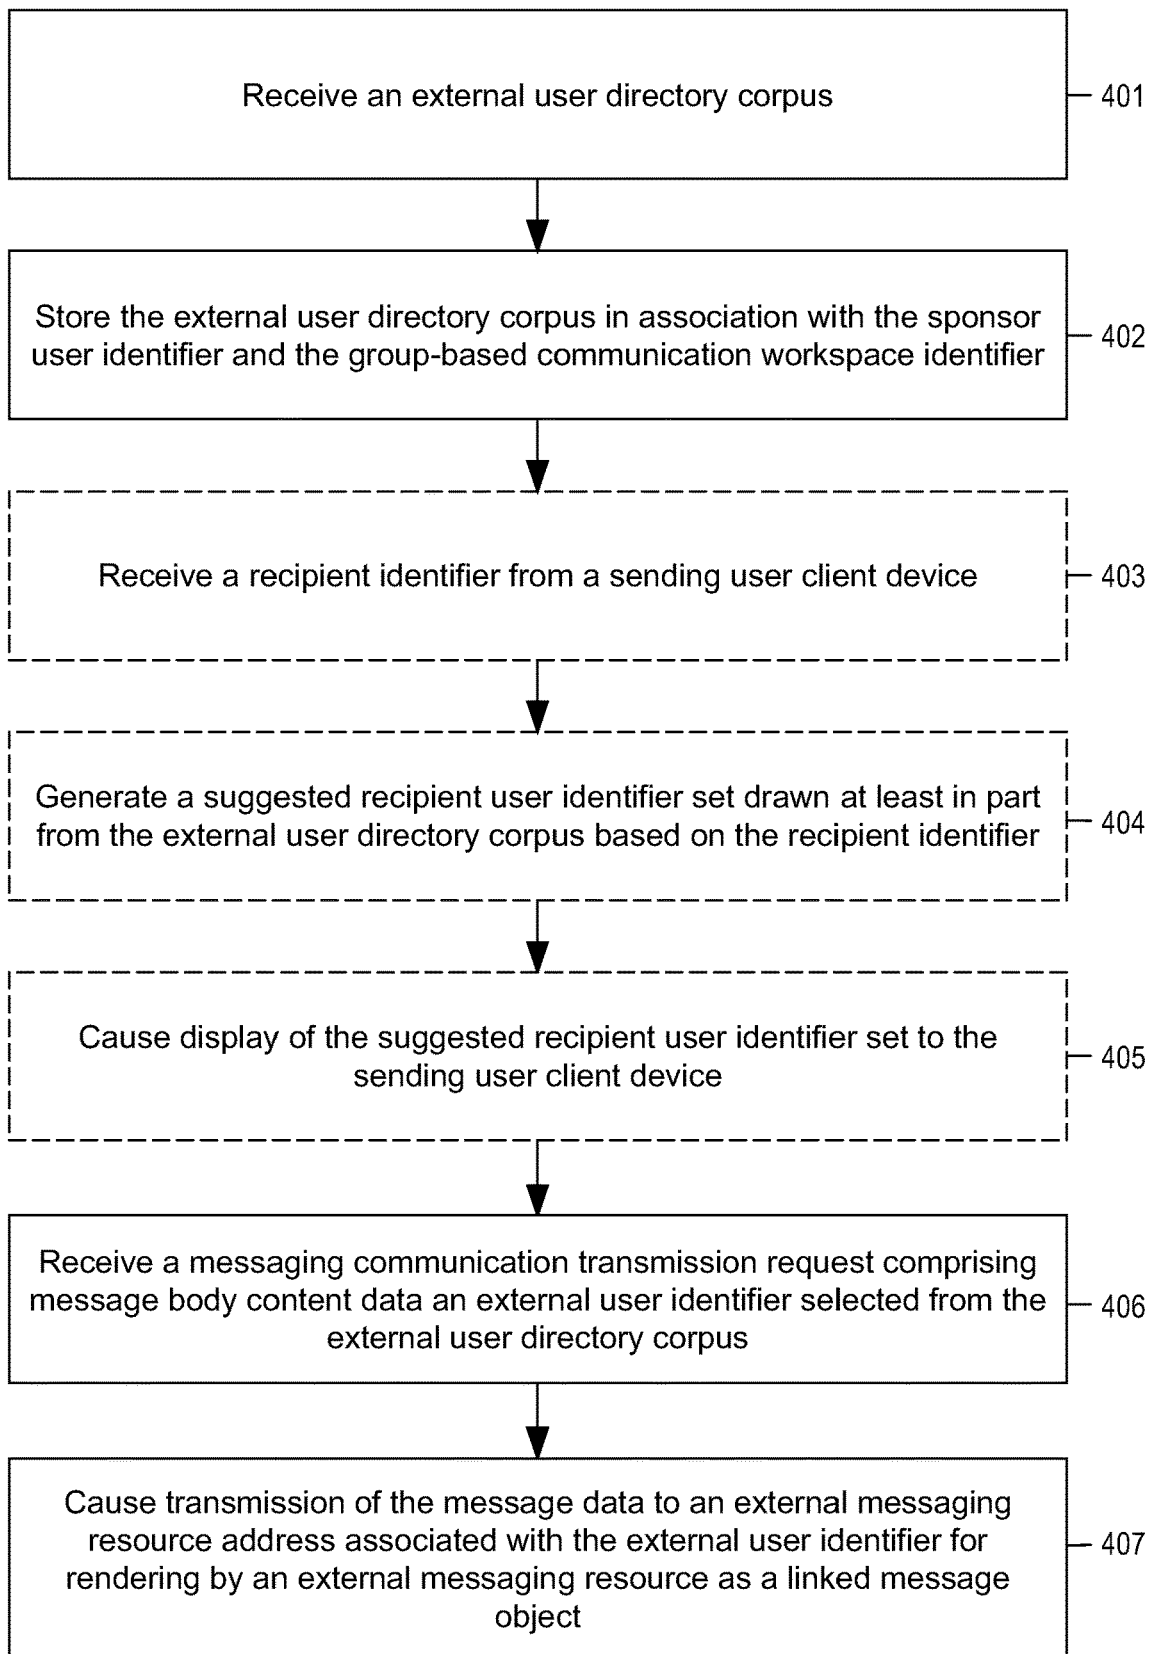 Receive an external user directory corpus
401
Store the external user directory corpus in association with the sponsor
user identifier and the group-based communication workspace identifier
402
Receive a recipient identifier from a sending user client device
403
Generate a suggested recipient user identifier set drawn at least in part
from the external user directory corpus based on the recipient identifier
404
Cause display of the suggested recipient user identifier set to the
sending user client device
405
Receive a messaging communication transmission request comprising
message body content data an external user identifier selected from the
external user directory corpus
406
Cause transmission of the message data to an external messaging
resource address associated with the external user identifier for
rendering by an external messaging resource as a linked message
object
407